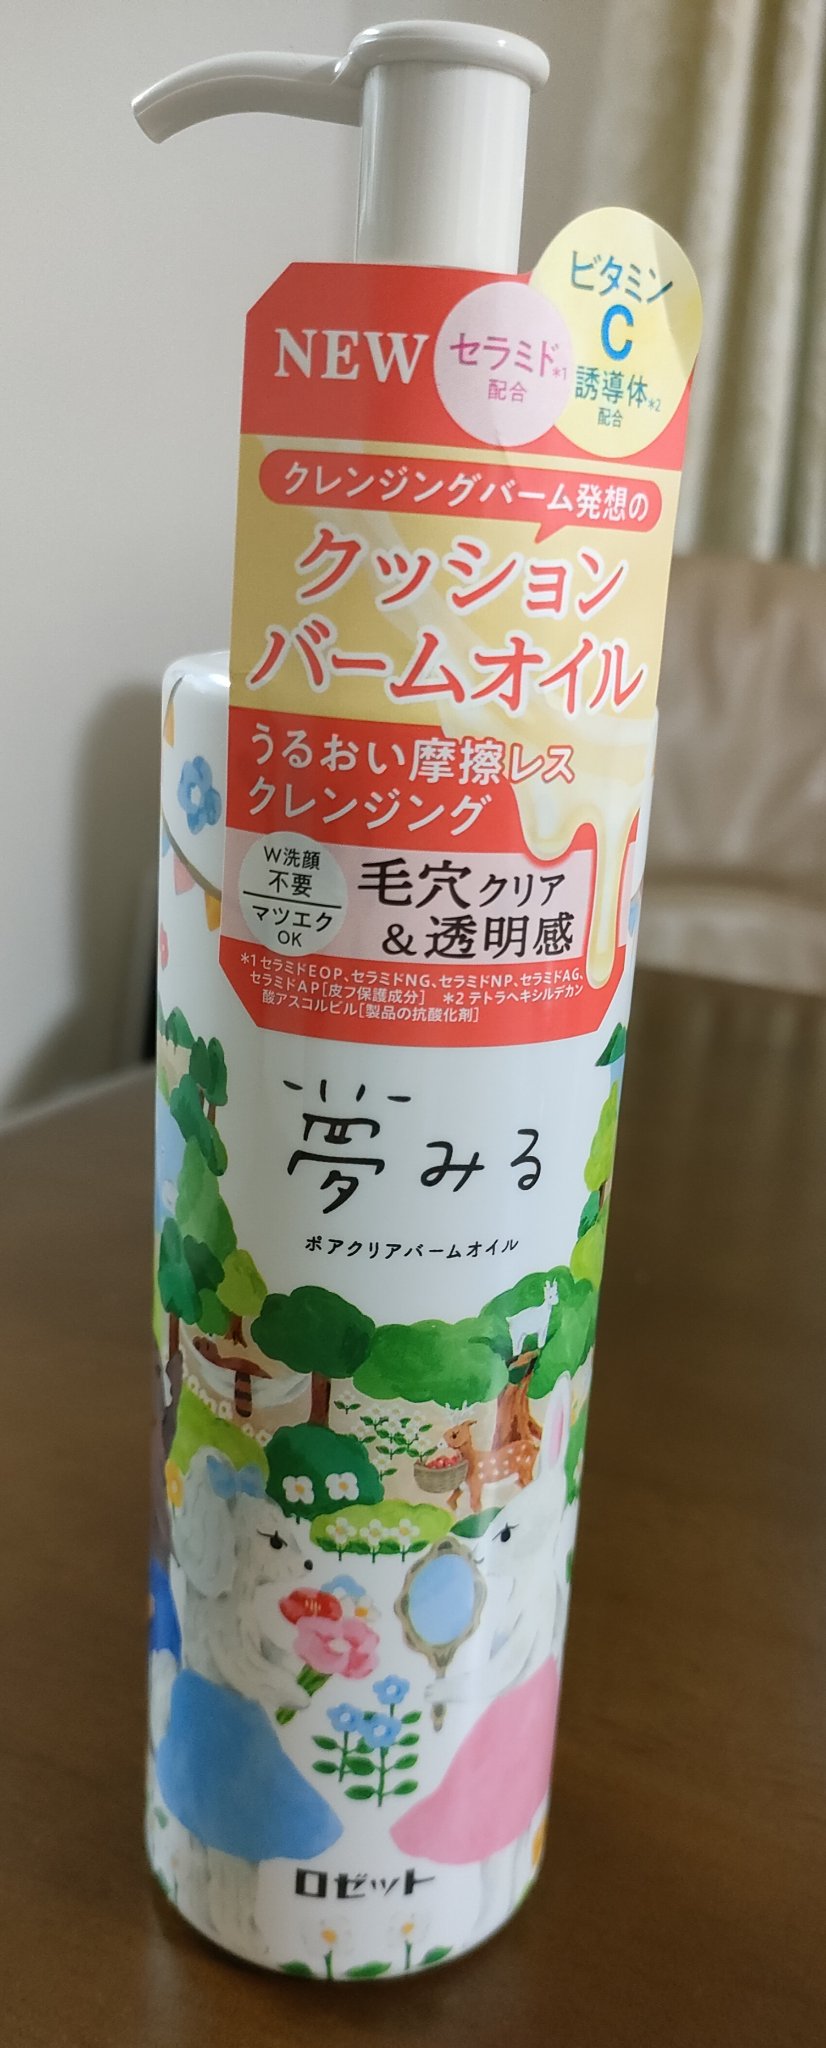 NEW
セラミド*1
配合
ビタミン
C
誘導体*2
配合
クレンジングバーム発想の
クッション
バームオイル
うるおい摩擦レス
クレンジング
W洗顔
不要
マツエク
OK
毛穴クリア
&透明感
*1 セラミドEOP、セラミドNG、セラミドNP、セラミドAG、
セラミドAP[皮フ保護成分] *2 テトラヘキシルデカン
酸アスコルビル[製品の抗酸化剤]
夢みる
ポアクリアバームオイル
ロゼット